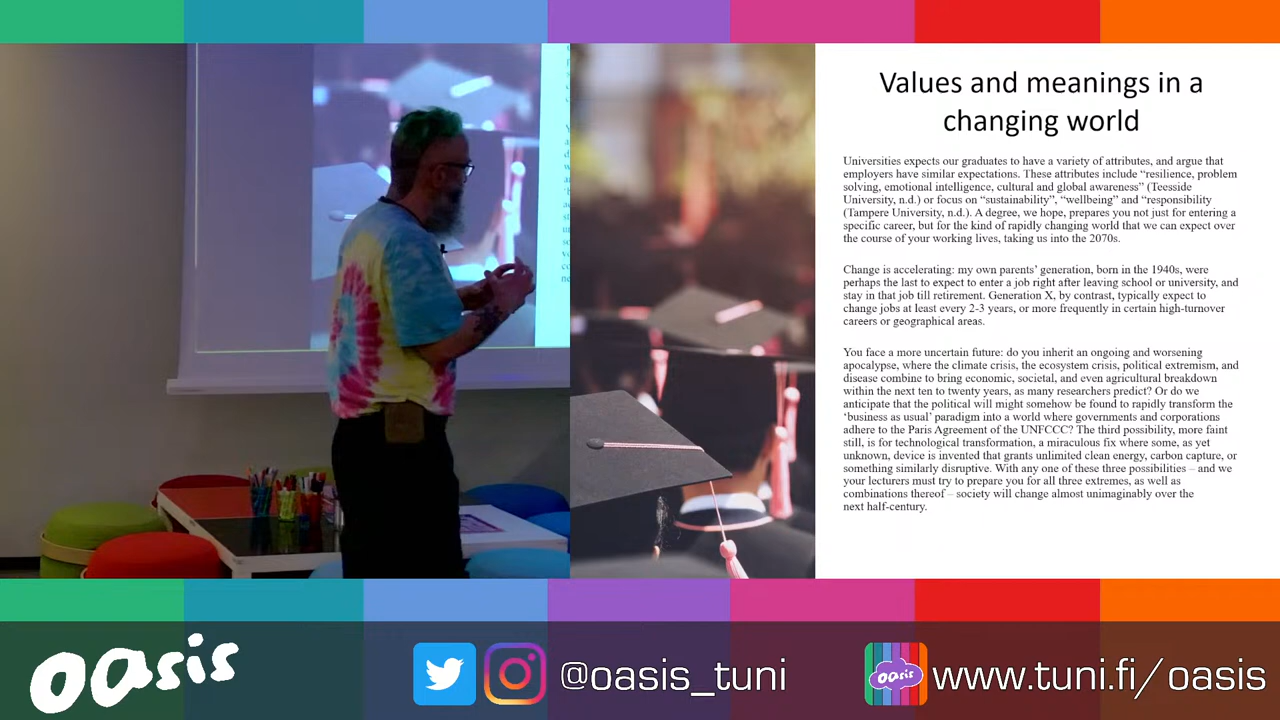 Values and meanings in a
changing world
Universities expects our graduates to have a variety of attributes, and argue that
employers have similar expectations. These attributes include “resilience, problem
solving, emotional intelligence, cultural and global awareness” (Teesside
University, n.d.) or focus on “sustainability”, “wellbeing” and “responsibility
(Tampere University, n.d.). A degree, we hope, prepares you not just for entering a
specific career, but for the kind of rapidly changing world that we can expect over
the course of your working lives, taking us into the 2070s.
Change is accelerating: my own parents’ generation, born in the 1940s, were
perhaps the last to expect to enter a job right after leaving school or university, and
stay in that job till retirement. Generation X, by contrast, typically expect to
change jobs at least every 2-3 years, or more frequently in certain high-turnover
careers or geographical areas.
You face a more uncertain future: do you inherit an ongoing and worsening
apocalypse, where the climate crisis, the ecosystem crisis, political extremism, and
disease combine to bring economic, societal, and even agricultural breakdown
within the next ten to twenty years, as many researchers predict? Or do we
anticipate that the political will might somehow be found to rapidly transform the
‘business as usual’ paradigm into a world where governments and corporations
adhere to the Paris Agreement of the UNFCCC? The third possibility, more faint
still, is for technological transformation, a miraculous fix where some, as yet
unknown, device is invented that grants unlimited clean energy, carbon capture, or
something similarly disruptive. With any one of these three possibilities – and we
your lecturers must try to prepare you for all three extremes, as well as
combinations thereof – society will change almost unimaginably over the
next half-century.
oasis
@oasis_tuni
oasis
www.tuni.fi/oasis